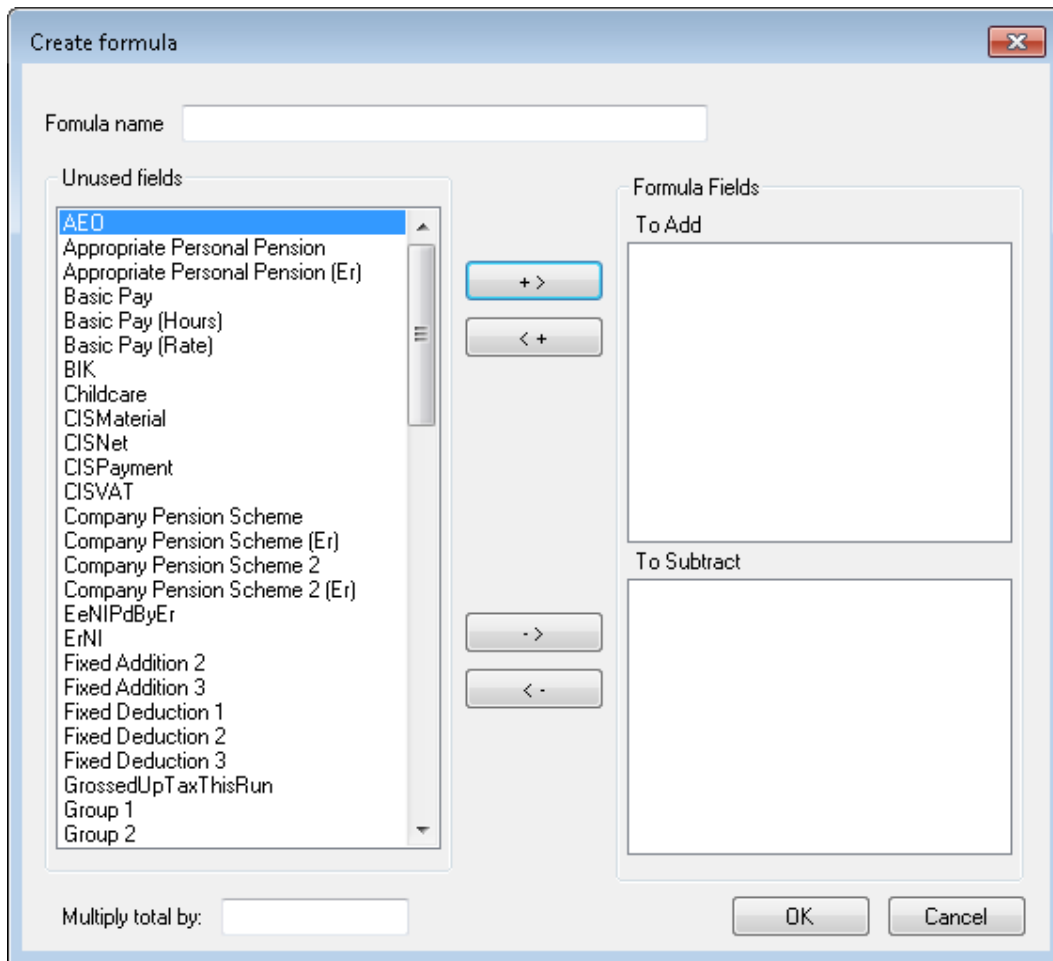 Create formula
Fomula name
Unused fields
AEO
Appropriate Personal Pension
Appropriate Personal Pension (Er)
Basic Pay
Basic Pay (Hours)
Basic Pay (Rate)
BIK
Childcare
CISMaterial
CISNet
CISPayment
CISVAT
Company Pension Scheme
Company Pension Scheme (Er)
Company Pension Scheme 2
Company Pension Scheme 2 (Er)
EeNIPdByEr
ErNI
Fixed Addition 2
Fixed Addition 3
Fixed Deduction 1
Fixed Deduction 2
Fixed Deduction 3
GrossedUpTaxThisRun
Group 1
Group 2
+ >
< +
- >
< -
Formula Fields
To Add
To Subtract
Multiply total by:
OK
Cancel